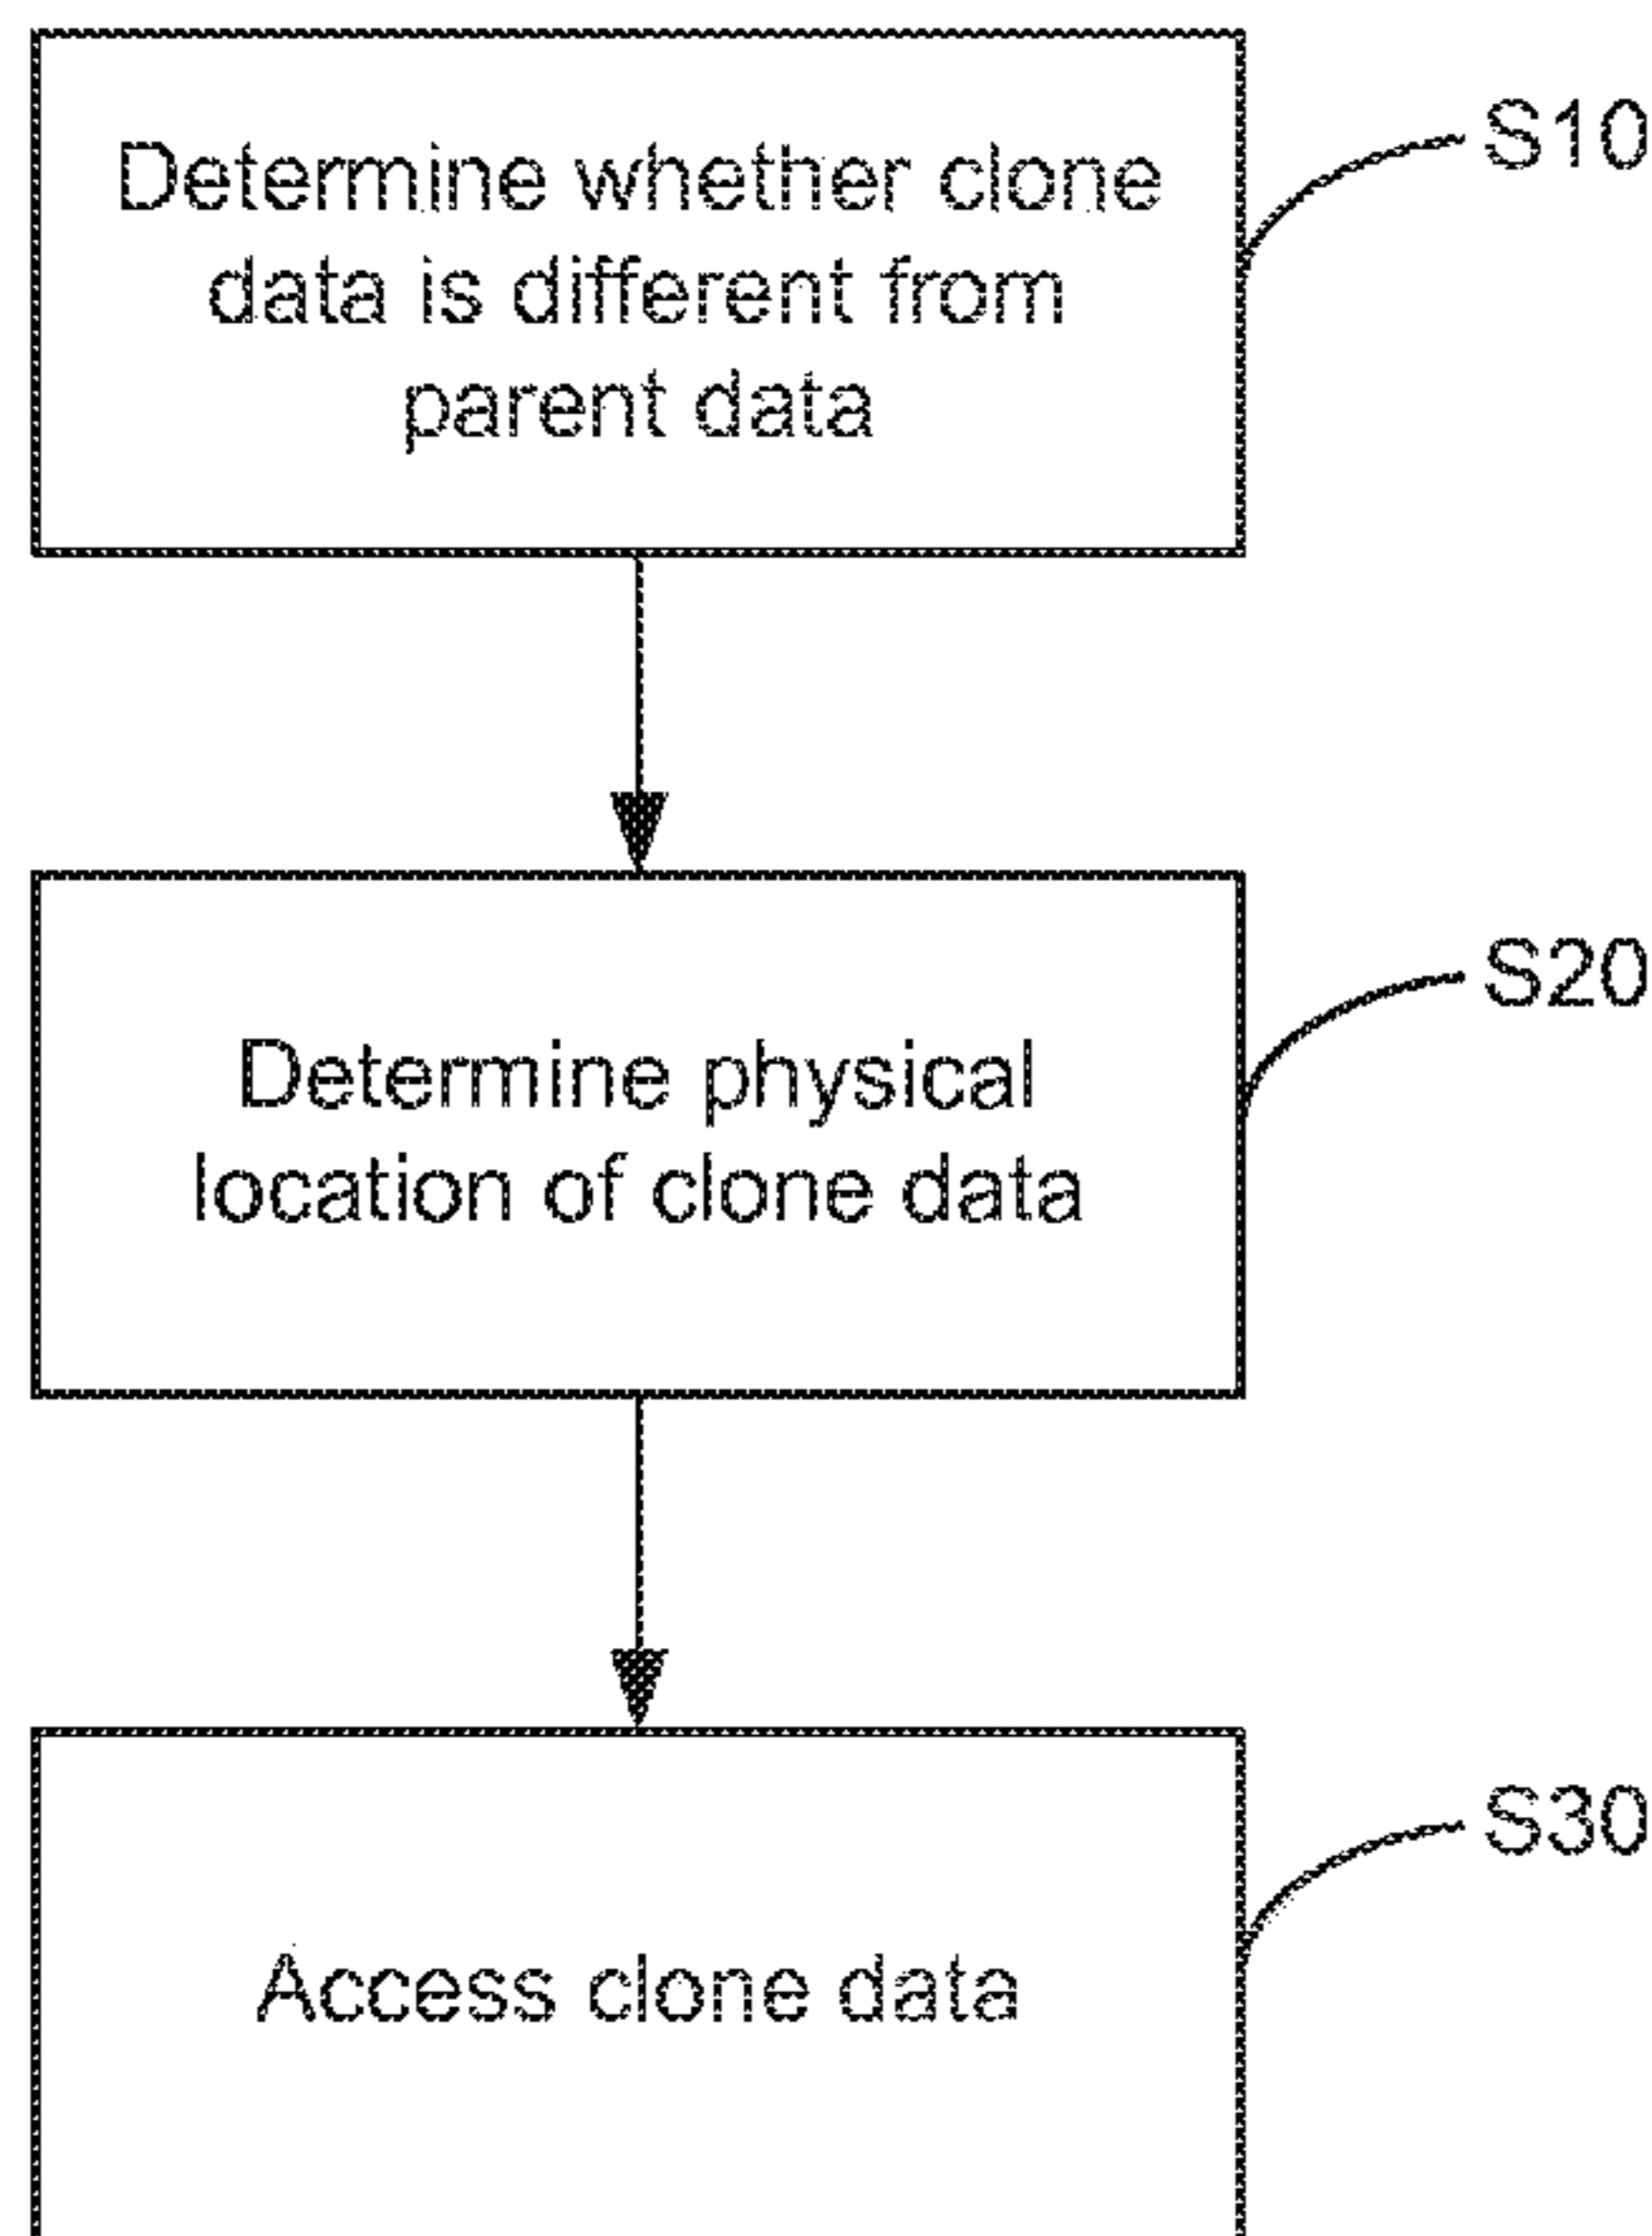 Determine whether clone
data is different from
parent data
S10
Determine physical
location of clone data
S20
Access clone data
S30